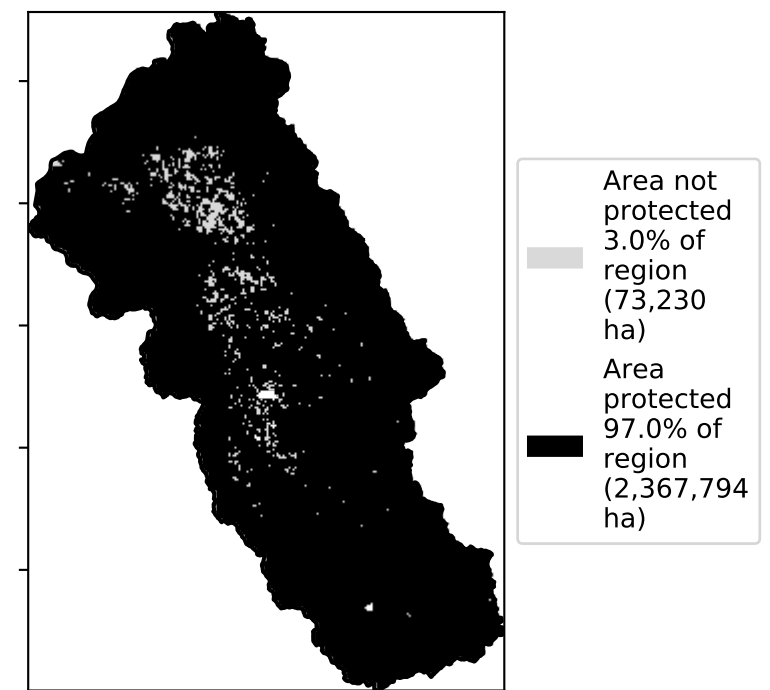 Area not
protected
3.0% of
region
(73,230
ha)
Area
protected
97.0% of
region
(2,367,794
ha)